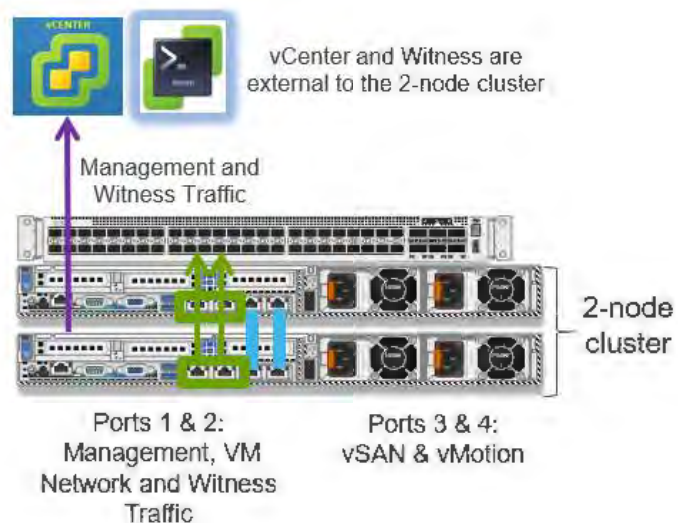 vCENTER
vCenter and Witness are
external to the 2-node cluster
Management and
Witness Traffic
2-node
cluster
Ports 1 & 2:
Management, VM
Network and Witness
Traffic
Ports 3 & 4:
vSAN & vMotion